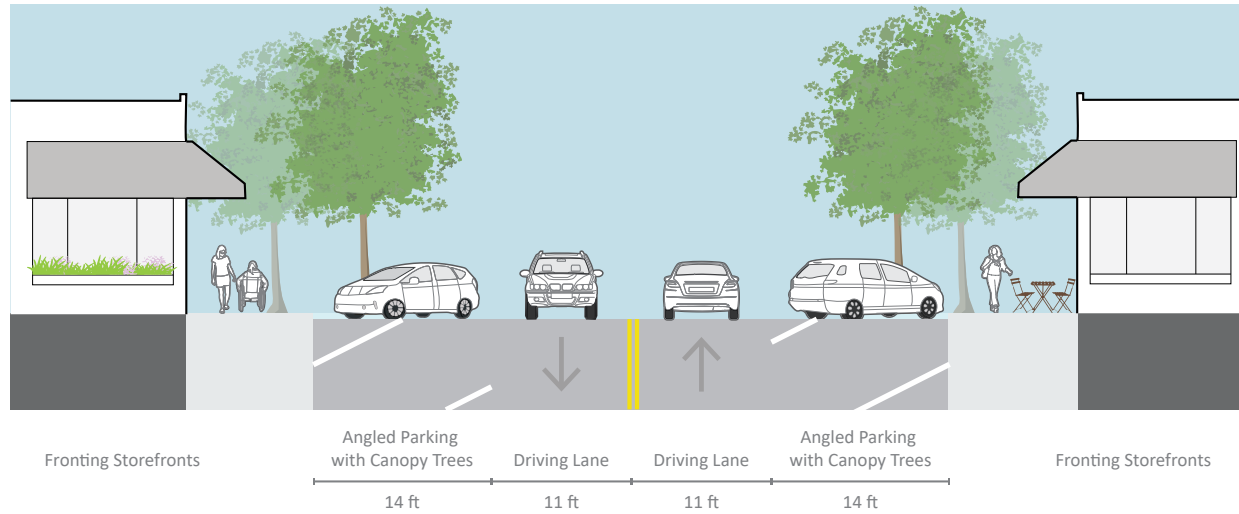 Fronting Storefronts
Angled Parking
with Canopy Trees
Driving Lane
Driving Lane
Angled Parking
with Canopy Trees
Fronting Storefronts
14 ft
11 ft
11 ft
14 ft